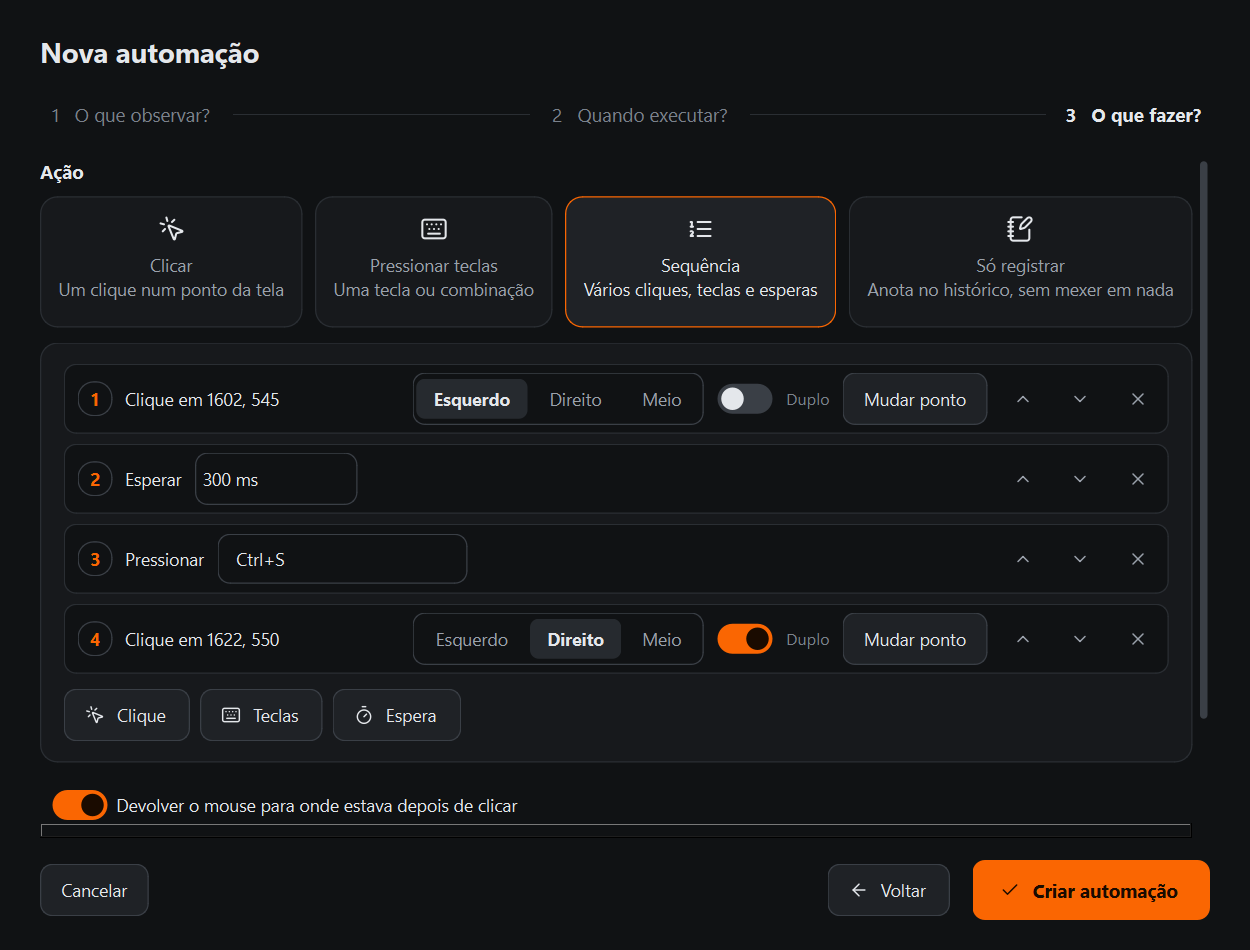 Nova automação
1 O que observar?
2 Quando executar?
3 O que fazer?
Ação
Clicar
Um clique num ponto da tela
Pressionar teclas
Uma tecla ou combinação
Sequência
Vários cliques, teclas e esperas
Só registrar
Anota no histórico, sem mexer em nada
1 Clique em 1602, 545 Esquerdo Direito Meio Duplo Mudar ponto
2 Esperar 300 ms
3 Pressionar Ctrl+S
4 Clique em 1622, 550 Esquerdo Direito Meio Duplo Mudar ponto
Clique Teclas Espera
Devolver o mouse para onde estava depois de clicar
Cancelar Voltar Criar automação